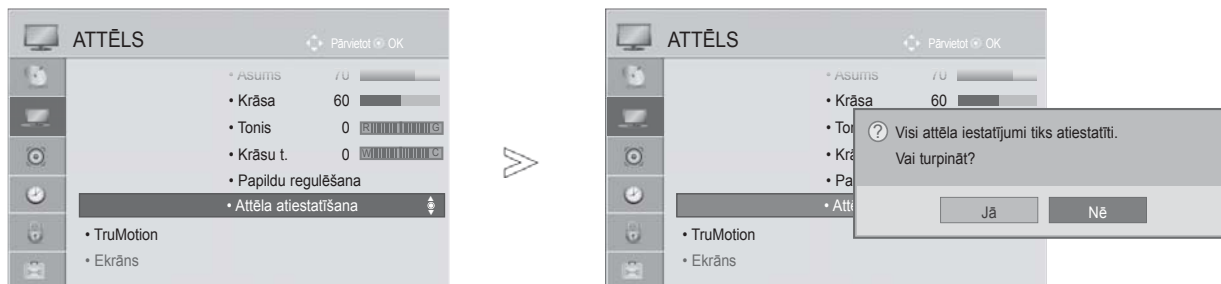 ATTĒLS
Pārvietot OK
• Asums 70
• Krāsa 60
• Tonis 0 R G
• Krāsu t. 0 W C
• Papildu regulēšana
• Attēla atiestatīšana
• TruMotion
• Ekrāns
ATTĒLS
Pārvietot OK
• Asums 70
• Krāsa 60
• Ton
• Krā
• Pa
• Attē
• TruMotion
• Ekrāns
? Visi attēla iestatījumi tiks atiestatīti.
Vai turpināt?
Jā
Nē